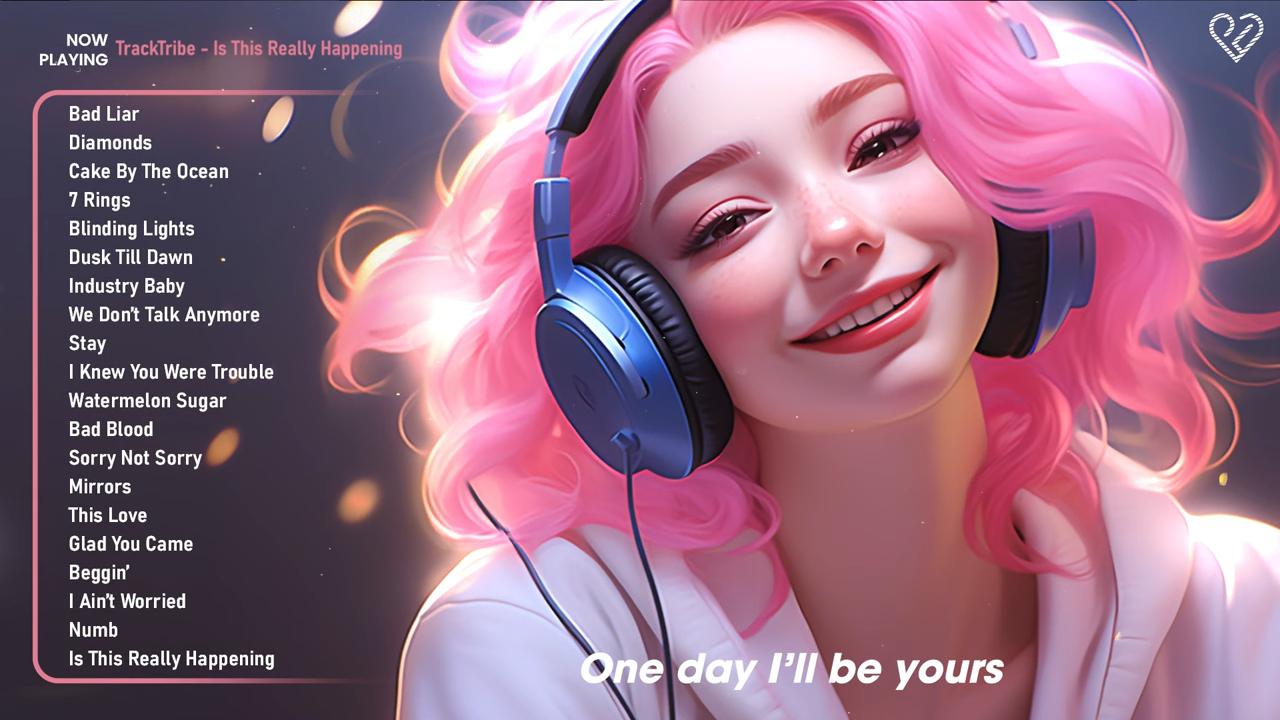 NOW
PLAYING
TrackTribe - Is This Really Happening
Bad Liar
Diamonds
Cake By The Ocean
7 Rings
Blinding Lights
Dusk Till Dawn
Industry Baby
We Don't Talk Anymore
Stay
I Knew You Were Trouble
Watermelon Sugar
Bad Blood
Sorry Not Sorry
Mirrors
This Love
Glad You Came
Beggin'
I Ain't Worried
Numb
Is This Really Happening
One day I'll be yours